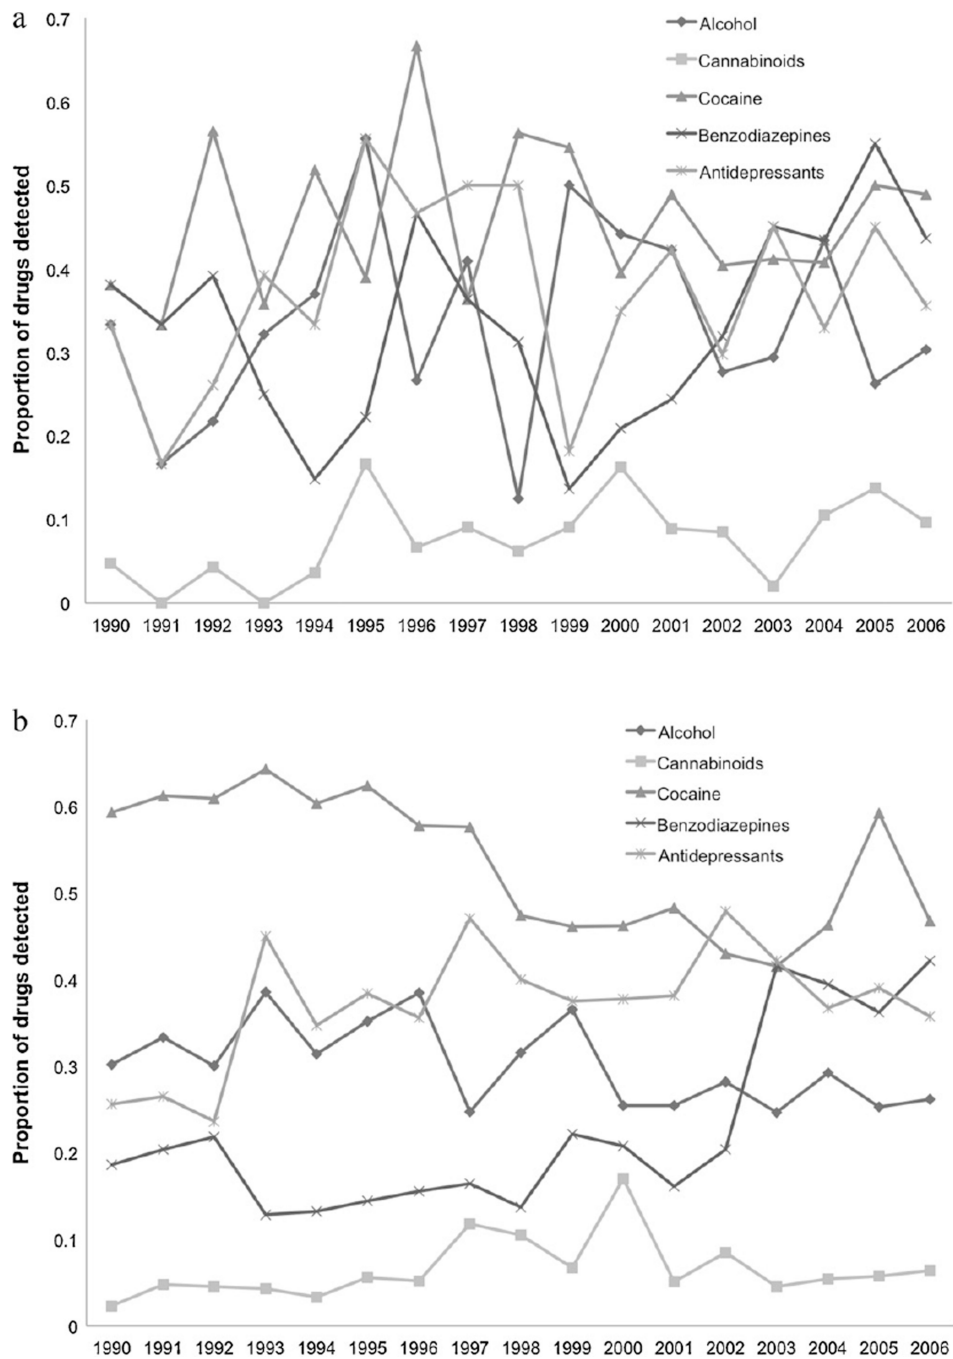 a
0.7
0.6
0.5
0.4
0.3
0.2
0.1
0
Proportion of drugs detected
Alcohol
Cannabinoids
Cocaine
Benzodiazepines
Antidepressants
1990 1991 1992 1993 1994 1995 1996 1997 1998 1999 2000 2001 2002 2003 2004 2005 2006
b
0.7
0.6
0.5
0.4
0.3
0.2
0.1
0
Proportion of drugs detected
Alcohol
Cannabinoids
Cocaine
Benzodiazepines
Antidepressants
1990 1991 1992 1993 1994 1995 1996 1997 1998 1999 2000 2001 2002 2003 2004 2005 2006